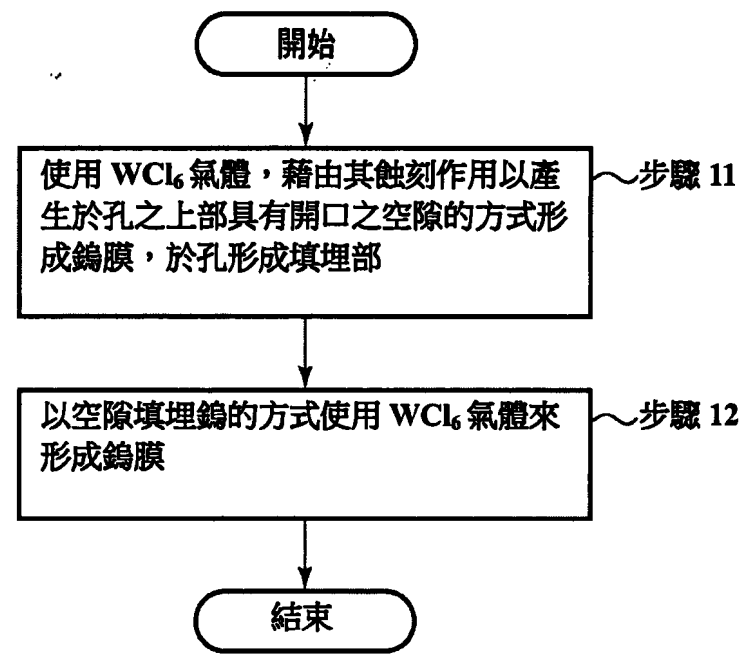 開始
使用 WCl₆ 氣體，藉由其蝕刻作用以產
生於孔之上部具有開口之空隙的方式形
成鎢膜，於孔形成填埋部
步驟 11
以空隙填埋鎢的方式使用 WCl₆ 氣體來
形成鎢膜
步驟 12
結束